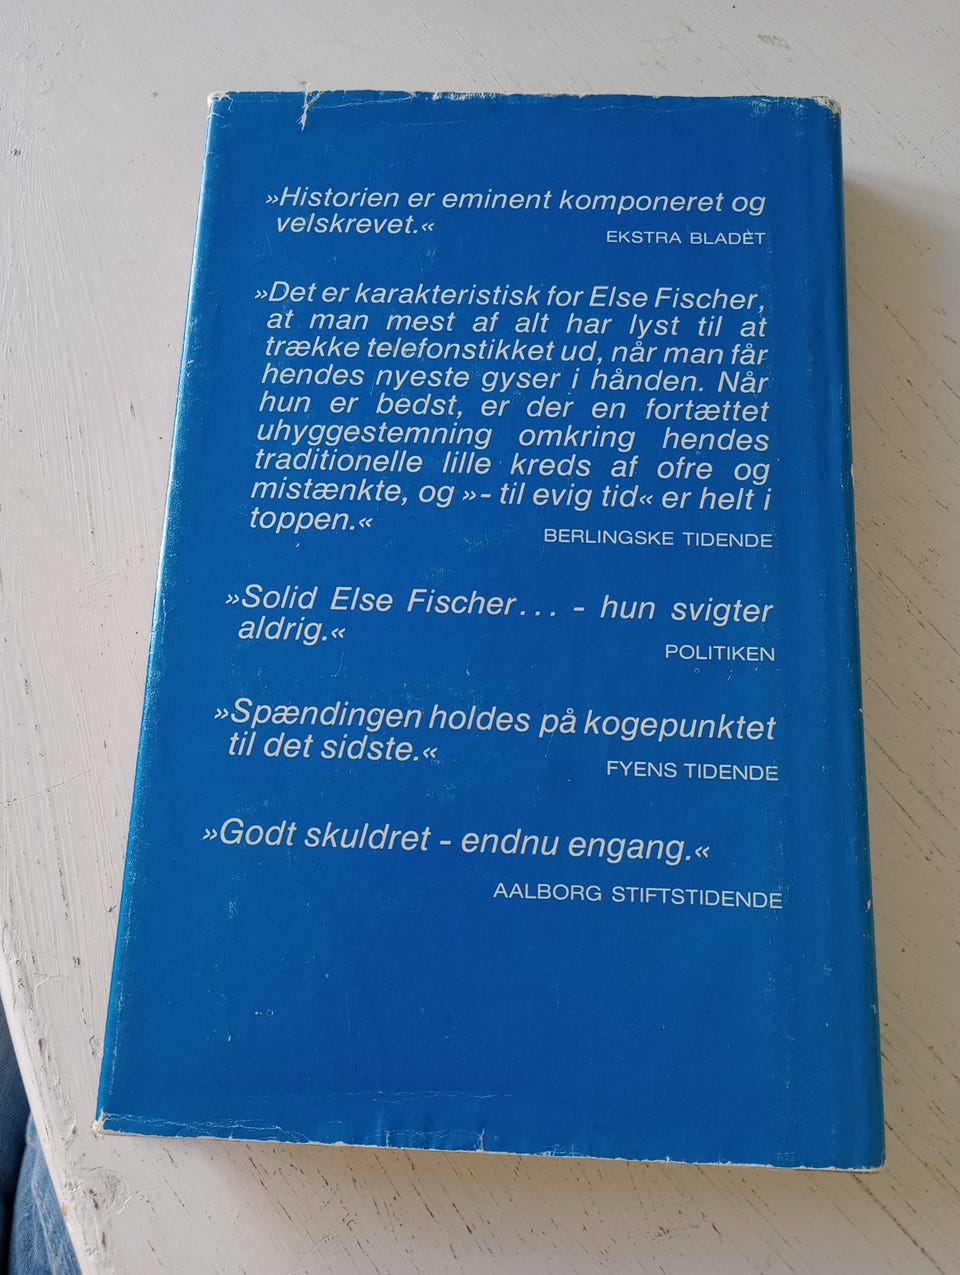 »Historien er eminent komponeret og
velskrevet.«
EKSTRA BLADET
»Det er karakteristisk for Else Fischer,
at man mest af alt har lyst til at
trække telefonstikket ud, når man får
hendes nyeste gyser i hånden. Når
hun er bedst, er der en fortættet
uhyggestemning omkring hendes
traditionelle lille kreds af ofre og
mistænkte, og »- til evig tid« er helt i
toppen.«
BERLINGSKE TIDENDE
»Solid Else Fischer... - hun svigter
aldrig.«
POLITIKEN
»Spændingen holdes på kogepunktet
til det sidste.«
FYENS TIDENDE
»Godt skuldret - endnu engang.«
AALBORG STIFTSTIDENDE